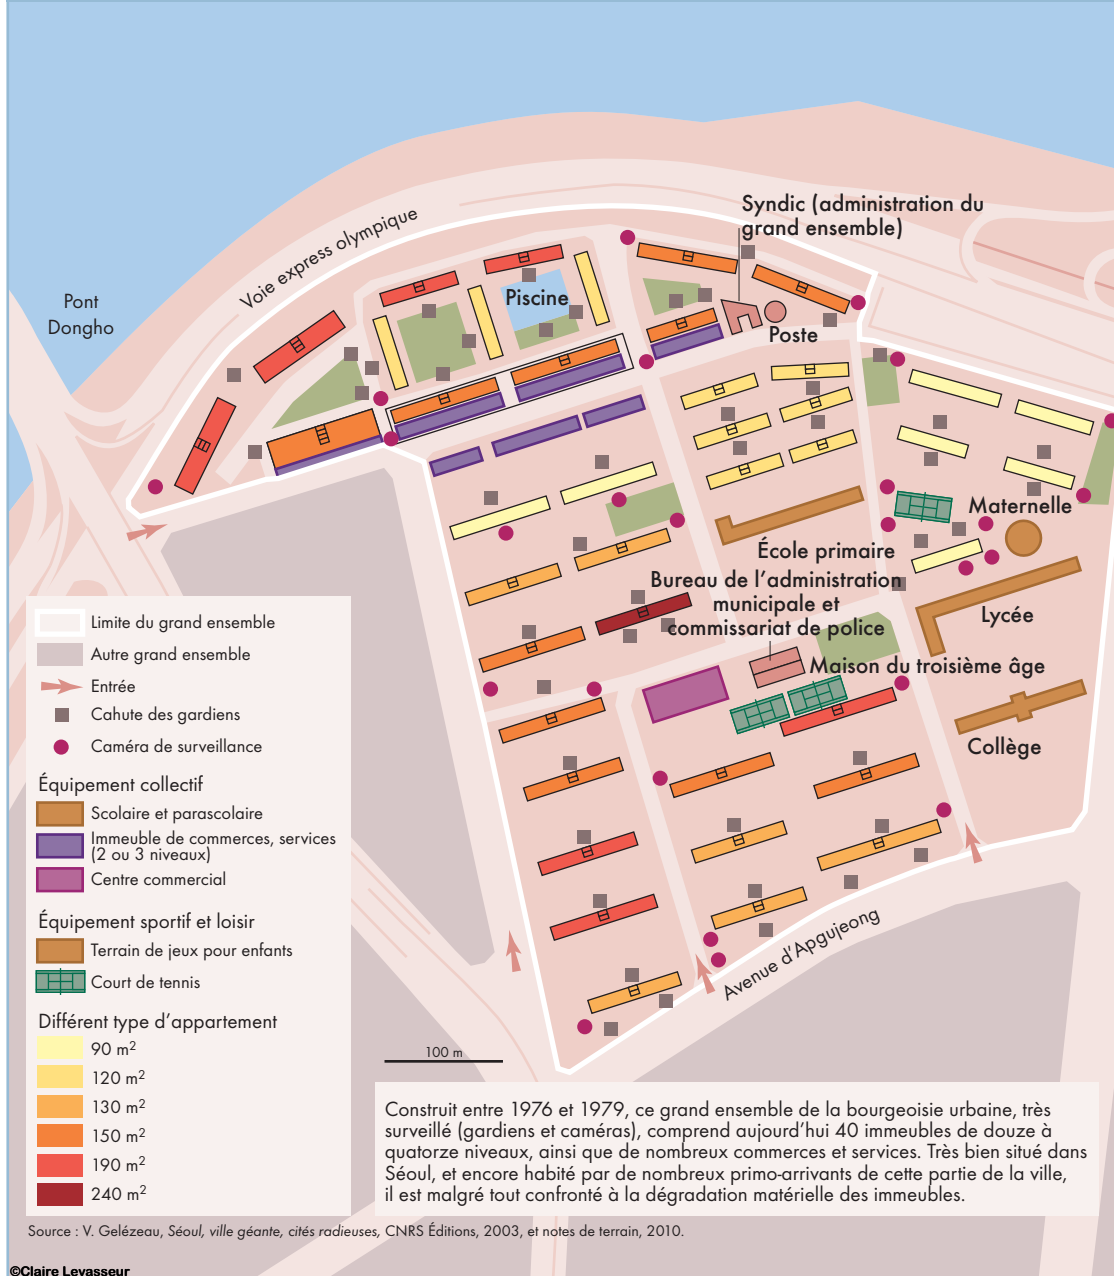 Syndic (administration du
grand ensemble)
Voie express olympique
Pont
Dongho
Piscine
Poste
Maternelle
École primaire
Bureau de l'administration
municipale et
commissariat de police
Lycée
Maison du troisième âge
Collège
Avenue d'Apgujeong
Limite du grand ensemble
Autre grand ensemble
Entrée
Cahute des gardiens
Caméra de surveillance
Équipement collectif
Scolaire et parascolaire
Immeuble de commerces, services
(2 ou 3 niveaux)
Centre commercial
Équipement sportif et loisir
Terrain de jeux pour enfants
Court de tennis
Différent type d'appartement
90 m²
120 m²
130 m²
150 m²
190 m²
240 m²
100 m
Construit entre 1976 et 1979, ce grand ensemble de la bourgeoisie urbaine, très
surveillé (gardiens et caméras), comprend aujourd'hui 40 immeubles de douze à
quatorze niveaux, ainsi que de nombreux commerces et services. Très bien situé dans
Séoul, et encore habité par de nombreux primo-arrivants de cette partie de la ville,
il est malgré tout confronté à la dégradation matérielle des immeubles.
Source : V. Gelézeau, Séoul, ville géante, cités radieuses, CNRS Éditions, 2003, et notes de terrain, 2010.
©Claire Levasseur